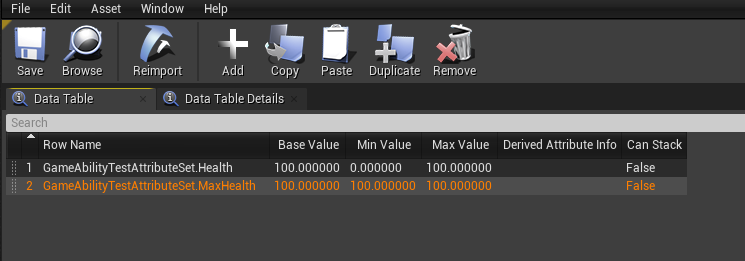 File Edit Asset Window Help
Save Browse Reimport Add Copy Paste Duplicate Remove
Data Table Data Table Details
Search
Row Name Base Value Min Value Max Value Derived Attribute Info Can Stack
1 GameAbilityTestAttributeSet.Health 100.000000 0.000000 100.000000 False
2 GameAbilityTestAttributeSet.MaxHealth 100.000000 100.000000 100.000000 False